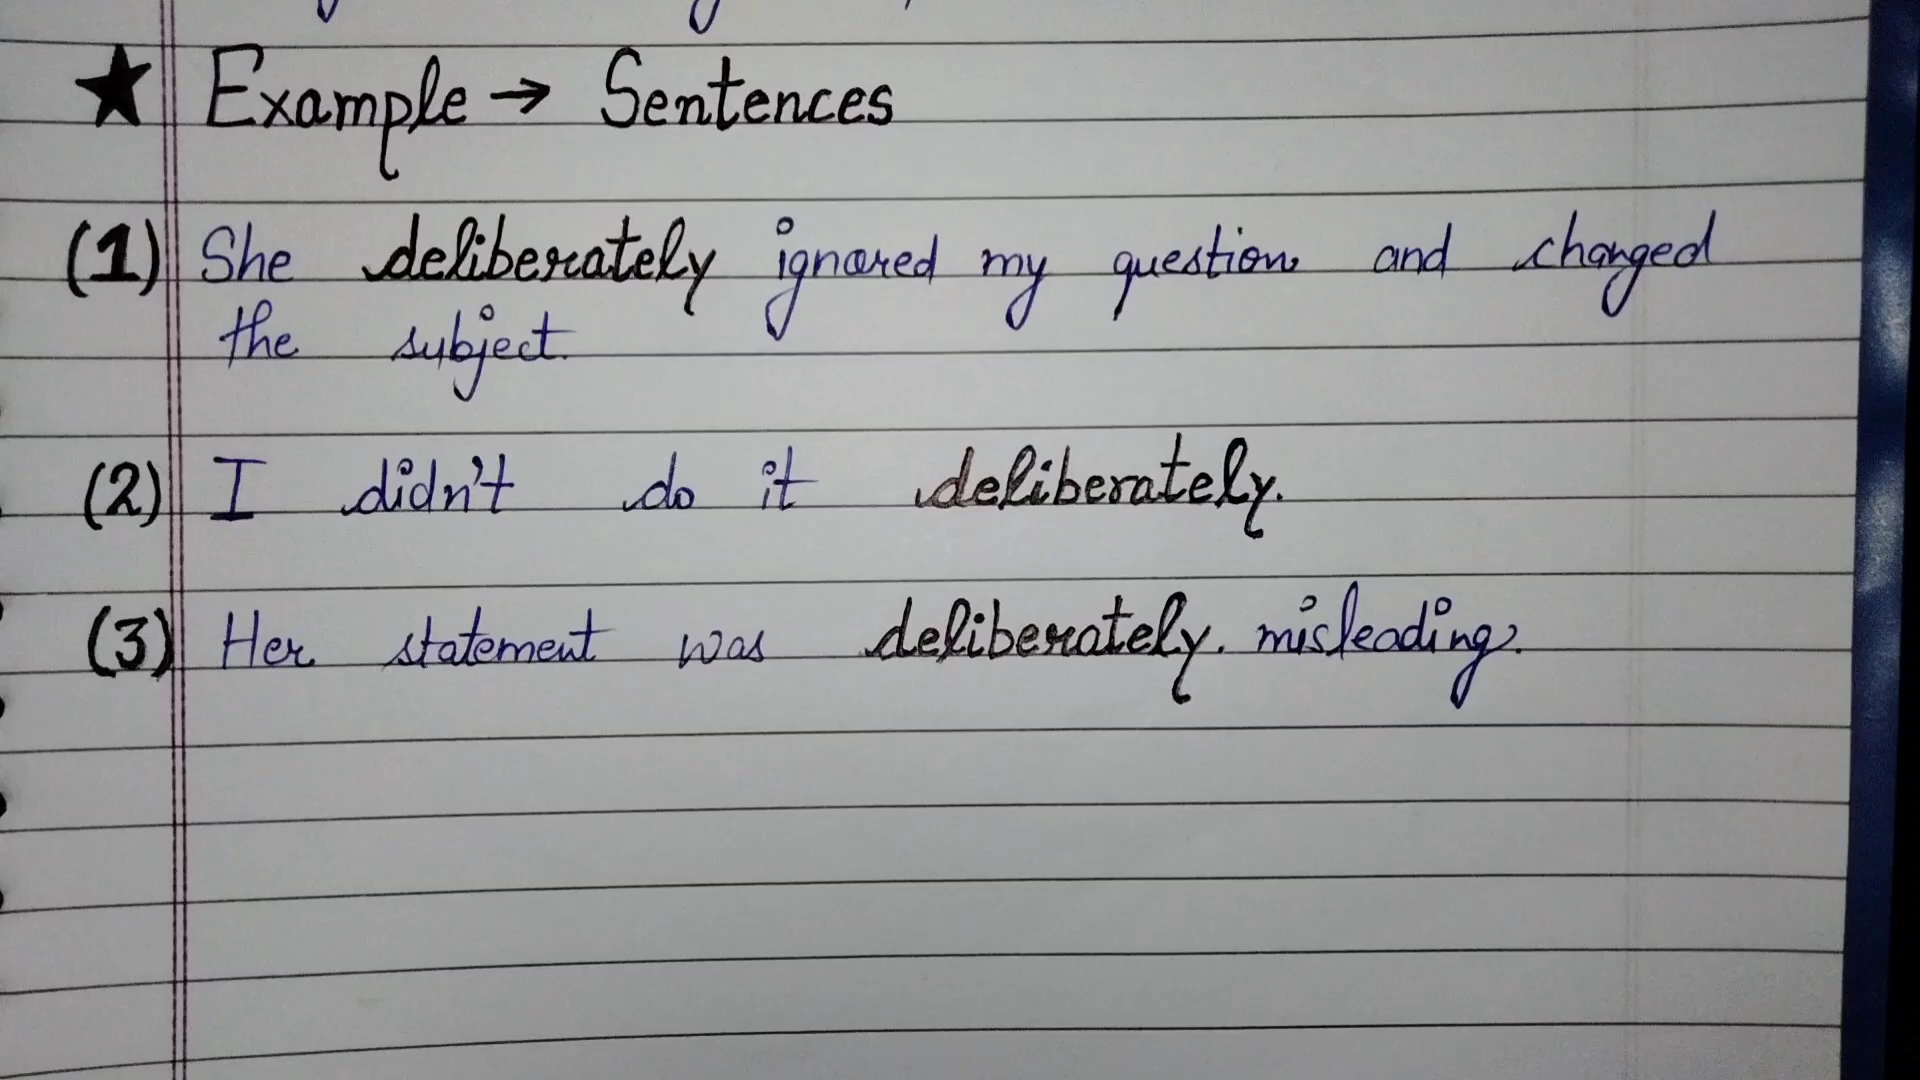 ★ Example → Sentences
(1) She deliberately ignored my question and changed
the subject.
(2) I didn't do it deliberately.
(3) Her statement was deliberately. misleading.